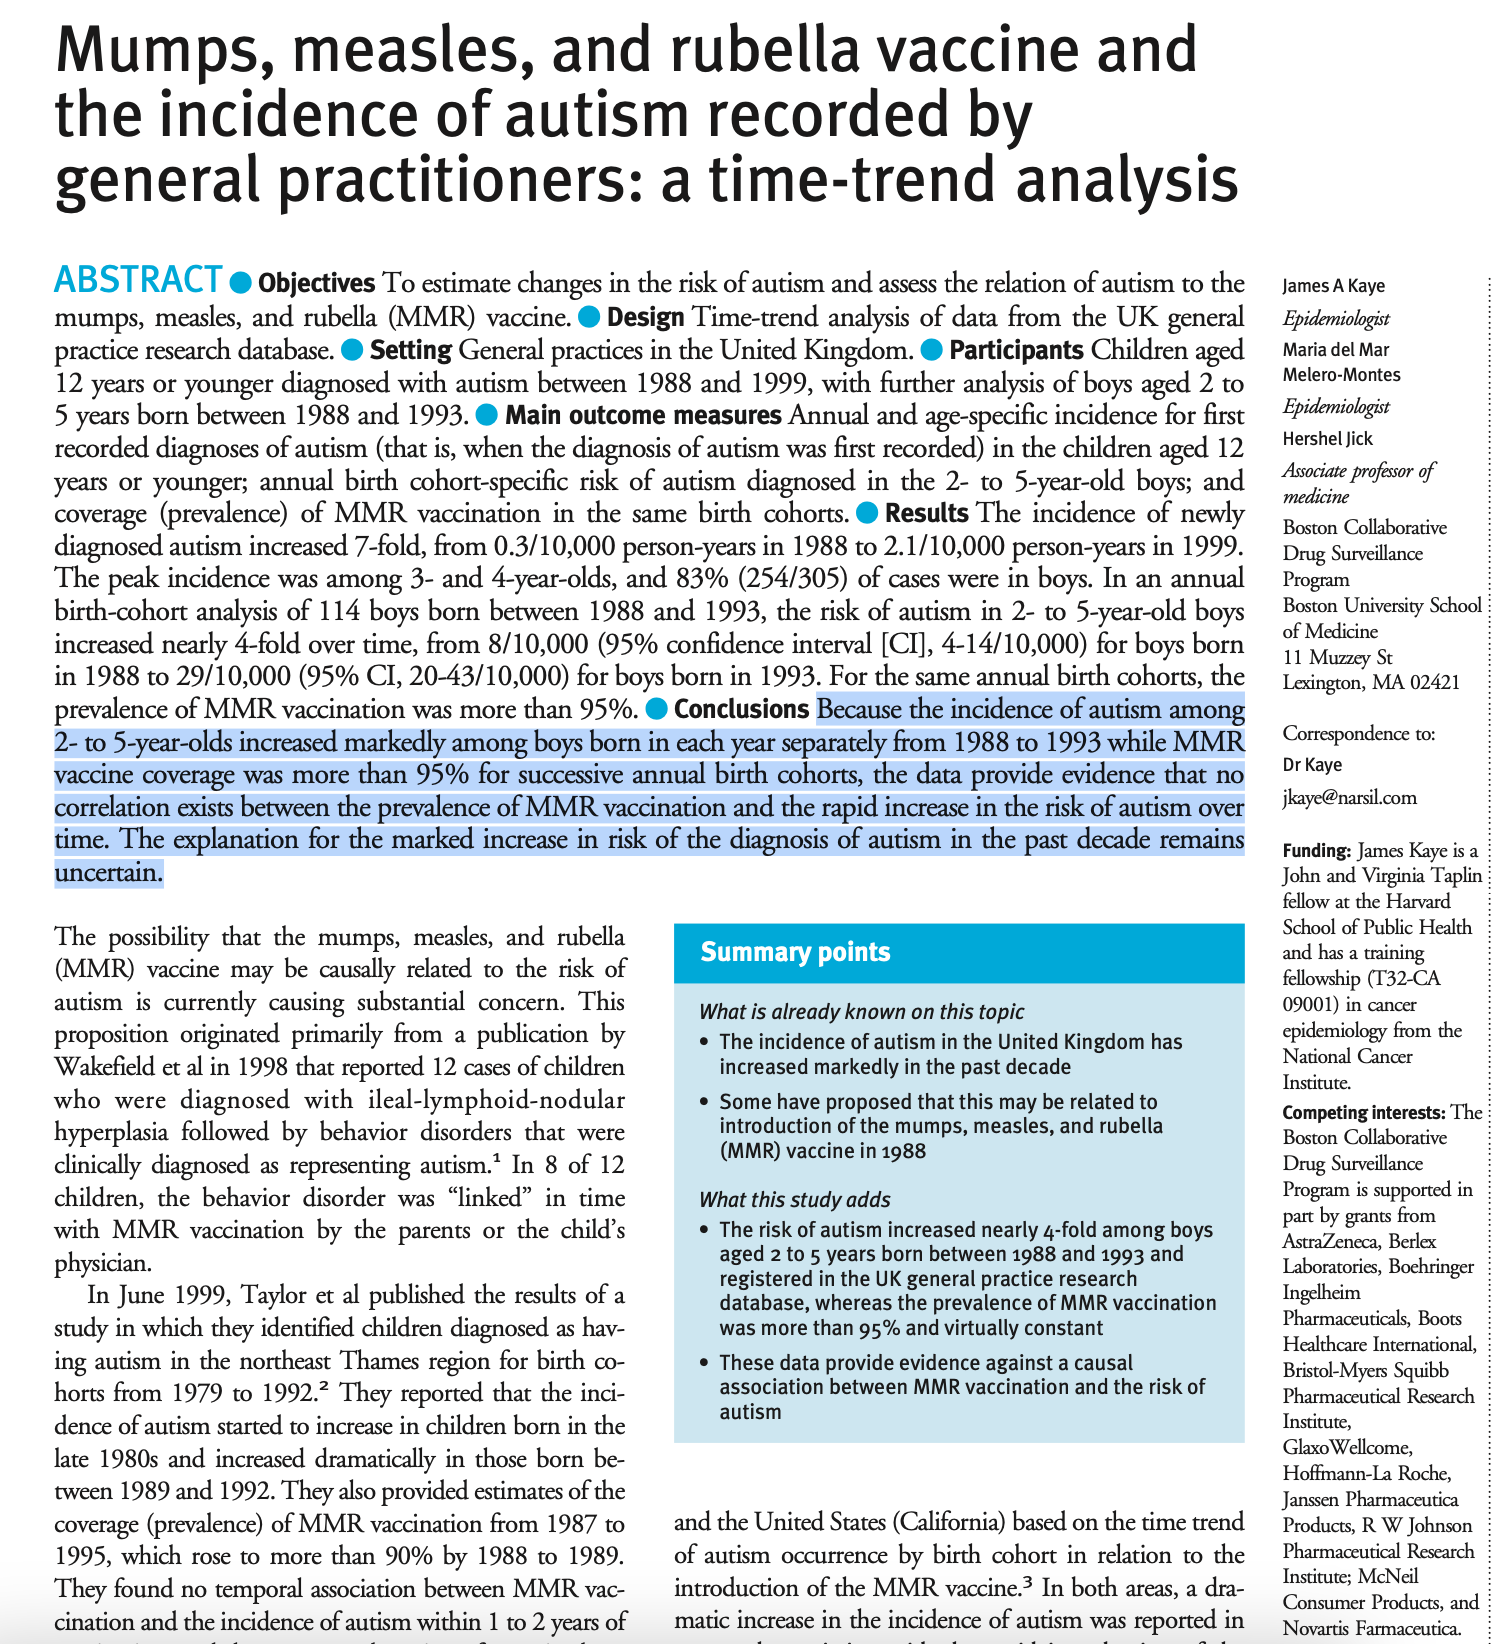 Mumps, measles, and rubella vaccine and
the incidence of autism recorded by
general practitioners: a time-trend analysis
ABSTRACT ● Objectives To estimate changes in the risk of autism and assess the relation of autism to the
mumps, measles, and rubella (MMR) vaccine. ● Design Time-trend analysis of data from the UK general
practice research database. ● Setting General practices in the United Kingdom. ● Participants Children aged
12 years or younger diagnosed with autism between 1988 and 1999, with further analysis of boys aged 2 to
5 years born between 1988 and 1993. ● Main outcome measures Annual and age-specific incidence for first
recorded diagnoses of autism (that is, when the diagnosis of autism was first recorded) in the children aged 12
years or younger; annual birth cohort-specific risk of autism diagnosed in the 2- to 5-year-old boys; and
coverage (prevalence) of MMR vaccination in the same birth cohorts. ● Results The incidence of newly
diagnosed autism increased 7-fold, from 0.3/10,000 person-years in 1988 to 2.1/10,000 person-years in 1999.
The peak incidence was among 3- and 4-year-olds, and 83% (254/305) of cases were in boys. In an annual
birth-cohort analysis of 114 boys born between 1988 and 1993, the risk of autism in 2- to 5-year-old boys
increased nearly 4-fold over time, from 8/10,000 (95% confidence interval [CI], 4-14/10,000) for boys born
in 1988 to 29/10,000 (95% CI, 20-43/10,000) for boys born in 1993. For the same annual birth cohorts, the
prevalence of MMR vaccination was more than 95%. ● Conclusions Because the incidence of autism among
2- to 5-year-olds increased markedly among boys born in each year separately from 1988 to 1993 while MMR
vaccine coverage was more than 95% for successive annual birth cohorts, the data provide evidence that no
correlation exists between the prevalence of MMR vaccination and the rapid increase in the risk of autism over
time. The explanation for the marked increase in risk of the diagnosis of autism in the past decade remains
uncertain.
The possibility that the mumps, measles, and rubella
(MMR) vaccine may be causally related to the risk of
autism is currently causing substantial concern. This
proposition originated primarily from a publication by
Wakefield et al in 1998 that reported 12 cases of children
who were diagnosed with ileal-lymphoid-nodular
hyperplasia followed by behavior disorders that were
clinically diagnosed as representing autism.¹ In 8 of 12
children, the behavior disorder was “linked” in time
with MMR vaccination by the parents or the child’s
physician.
In June 1999, Taylor et al published the results of a
study in which they identified children diagnosed as hav-
ing autism in the northeast Thames region for birth co-
horts from 1979 to 1992.² They reported that the inci-
dence of autism started to increase in children born in the
late 1980s and increased dramatically in those born be-
tween 1989 and 1992. They also provided estimates of the
coverage (prevalence) of MMR vaccination from 1987 to
1995, which rose to more than 90% by 1988 to 1989.
They found no temporal association between MMR vac-
cination and the incidence of autism within 1 to 2 years of
Summary points
What is already known on this topic
• The incidence of autism in the United Kingdom has
increased markedly in the past decade
• Some have proposed that this may be related to
introduction of the mumps, measles, and rubella
(MMR) vaccine in 1988
What this study adds
• The risk of autism increased nearly 4-fold among boys
aged 2 to 5 years born between 1988 and 1993 and
registered in the UK general practice research
database, whereas the prevalence of MMR vaccination
was more than 95% and virtually constant
• These data provide evidence against a causal
association between MMR vaccination and the risk of
autism
and the United States (California) based on the time trend
of autism occurrence by birth cohort in relation to the
introduction of the MMR vaccine.³ In both areas, a dra-
matic increase in the incidence of autism was reported in
James A Kaye
Epidemiologist
Maria del Mar
Melero-Montes
Epidemiologist
Hershel Jick
Associate professor of
medicine
Boston Collaborative
Drug Surveillance
Program
Boston University School
of Medicine
11 Muzzey St
Lexington, MA 02421
Correspondence to:
Dr Kaye
jkaye@narsil.com
Funding: James Kaye is a
John and Virginia Taplin
fellow at the Harvard
School of Public Health
and has a training
fellowship (T32-CA
09001) in cancer
epidemiology from the
National Cancer
Institute.
Competing interests: The
Boston Collaborative
Drug Surveillance
Program is supported in
part by grants from
AstraZeneca, Berlex
Laboratories, Boehringer
Ingelheim
Pharmaceuticals, Boots
Healthcare International,
Bristol-Myers Squibb
Pharmaceutical Research
Institute,
GlaxoWellcome,
Hoffmann-La Roche,
Janssen Pharmaceutica
Products, R W Johnson
Pharmaceutical Research
Institute; McNeil
Consumer Products, and
Novartis Farmaceutica.